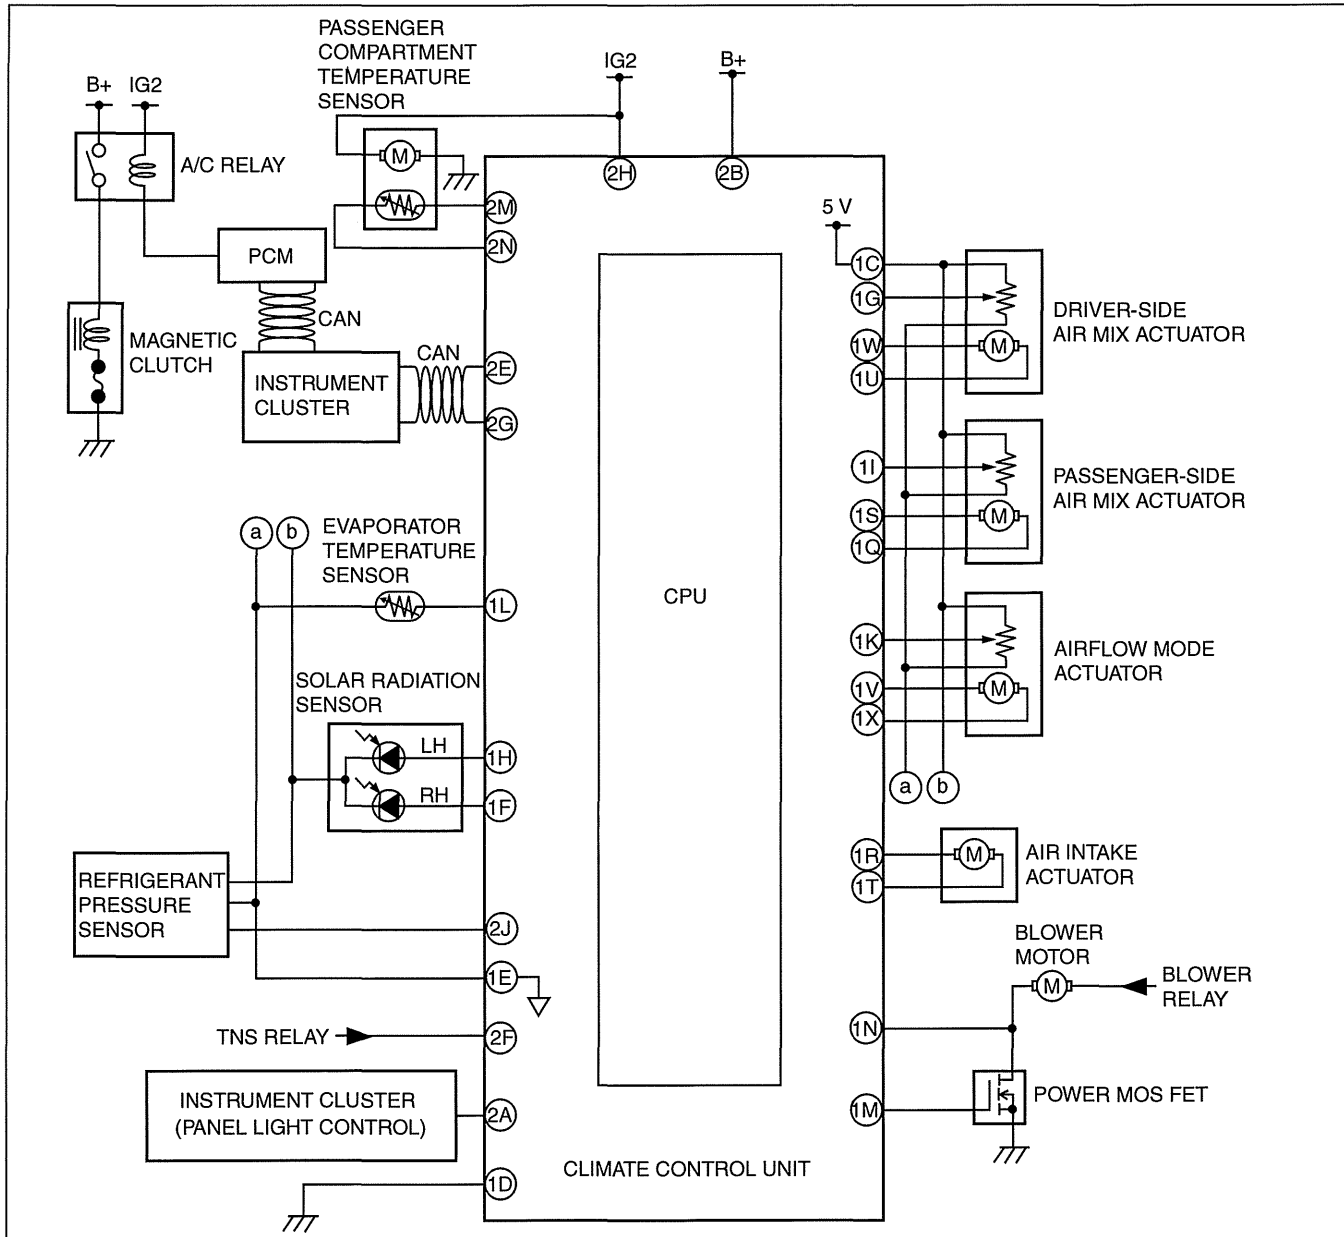 PASSENGER
COMPARTMENT
TEMPERATURE
SENSOR
B+ IG2
IG2
B+
A/C RELAY
M
2H
2B
2M
2N
5 V
PCM
CAN
1C
1G
1W
1U
M
DRIVER-SIDE
AIR MIX ACTUATOR
MAGNETIC
CLUTCH
INSTRUMENT
CLUSTER
CAN
2E
2G
1I
1S
1Q
M
PASSENGER-SIDE
AIR MIX ACTUATOR
a b
EVAPORATOR
TEMPERATURE
SENSOR
1L
CPU
1K
1V
1X
M
AIRFLOW MODE
ACTUATOR
SOLAR RADIATION
SENSOR
LH
1H
RH
1F
a b
REFRIGERANT
PRESSURE
SENSOR
2J
1E
1R
1T
M
AIR INTAKE
ACTUATOR
BLOWER
MOTOR
M
BLOWER
RELAY
TNS RELAY
2F
1N
INSTRUMENT CLUSTER
(PANEL LIGHT CONTROL)
2A
1M
POWER MOS FET
1D
CLIMATE CONTROL UNIT